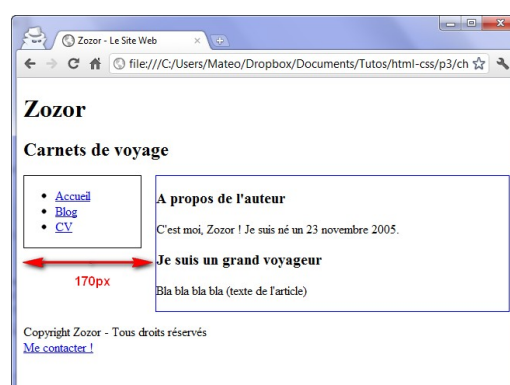 Zozor - Le Site Web
file:///C:/Users/Mateo/Dropbox/Documents/Tutos/html-css/p3/ch
Zozor
Carnets de voyage
Accueil
Blog
CV
170px
A propos de l'auteur
C'est moi, Zozor ! Je suis né un 23 novembre 2005.
Je suis un grand voyageur
Bla bla bla bla (texte de l'article)
Copyright Zozor - Tous droits réservés
Me contacter !